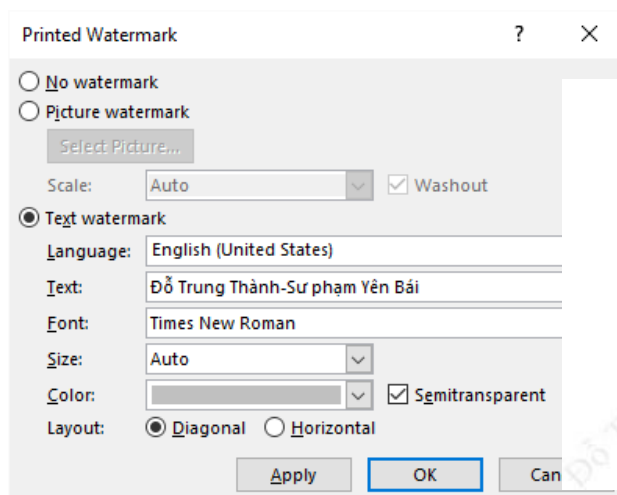 Printed Watermark ? ×
No watermark
Picture watermark
Select Picture...
Scale: Auto Washout
Text watermark
Language: English (United States)
Text: Đỗ Trung Thành-Sư phạm Yên Bái
Font: Times New Roman
Size: Auto
Color: Semitransparent
Layout: Diagonal Horizontal
Apply OK Can
Đỗ